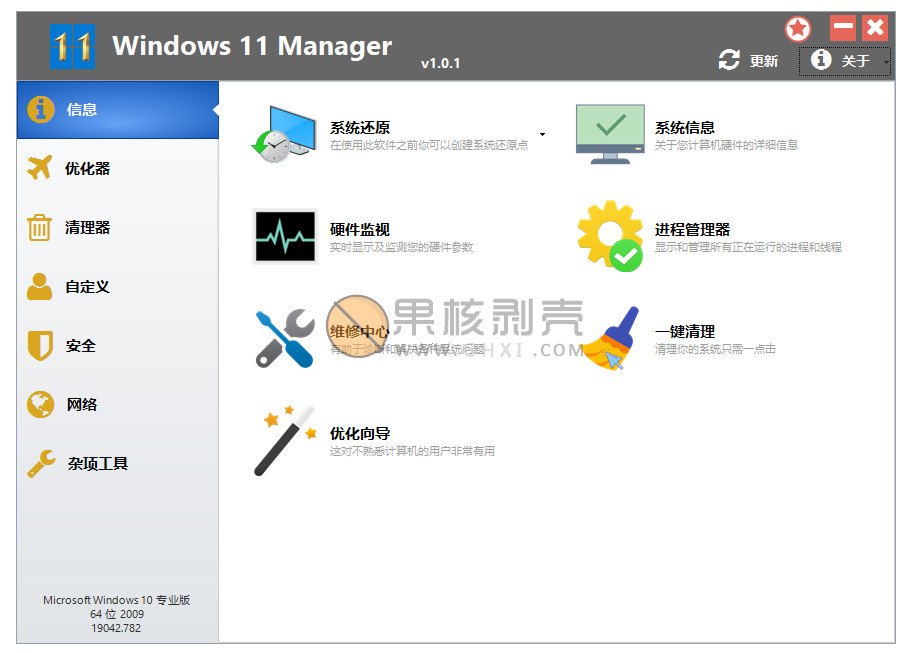 11 Windows 11 Manager
v1.0.1
更新
关于
信息
优化器
清理器
自定义
安全
网络
杂项工具
Microsoft Windows 10 专业版
64 位 2009
19042.782
系统还原
在使用此软件之前你可以创建系统还原点
系统信息
关于您计算机硬件的详细信息
硬件监视
实时显示及监测您的硬件参数
进程管理器
显示和管理所有正在运行的进程和线程
果核剥壳
维修中心
有助于诊断和解决各种系统问题
WWW.GHXI.COM
一键清理
清理你的系统只需一点击
优化向导
这对不熟悉计算机的用户非常有用